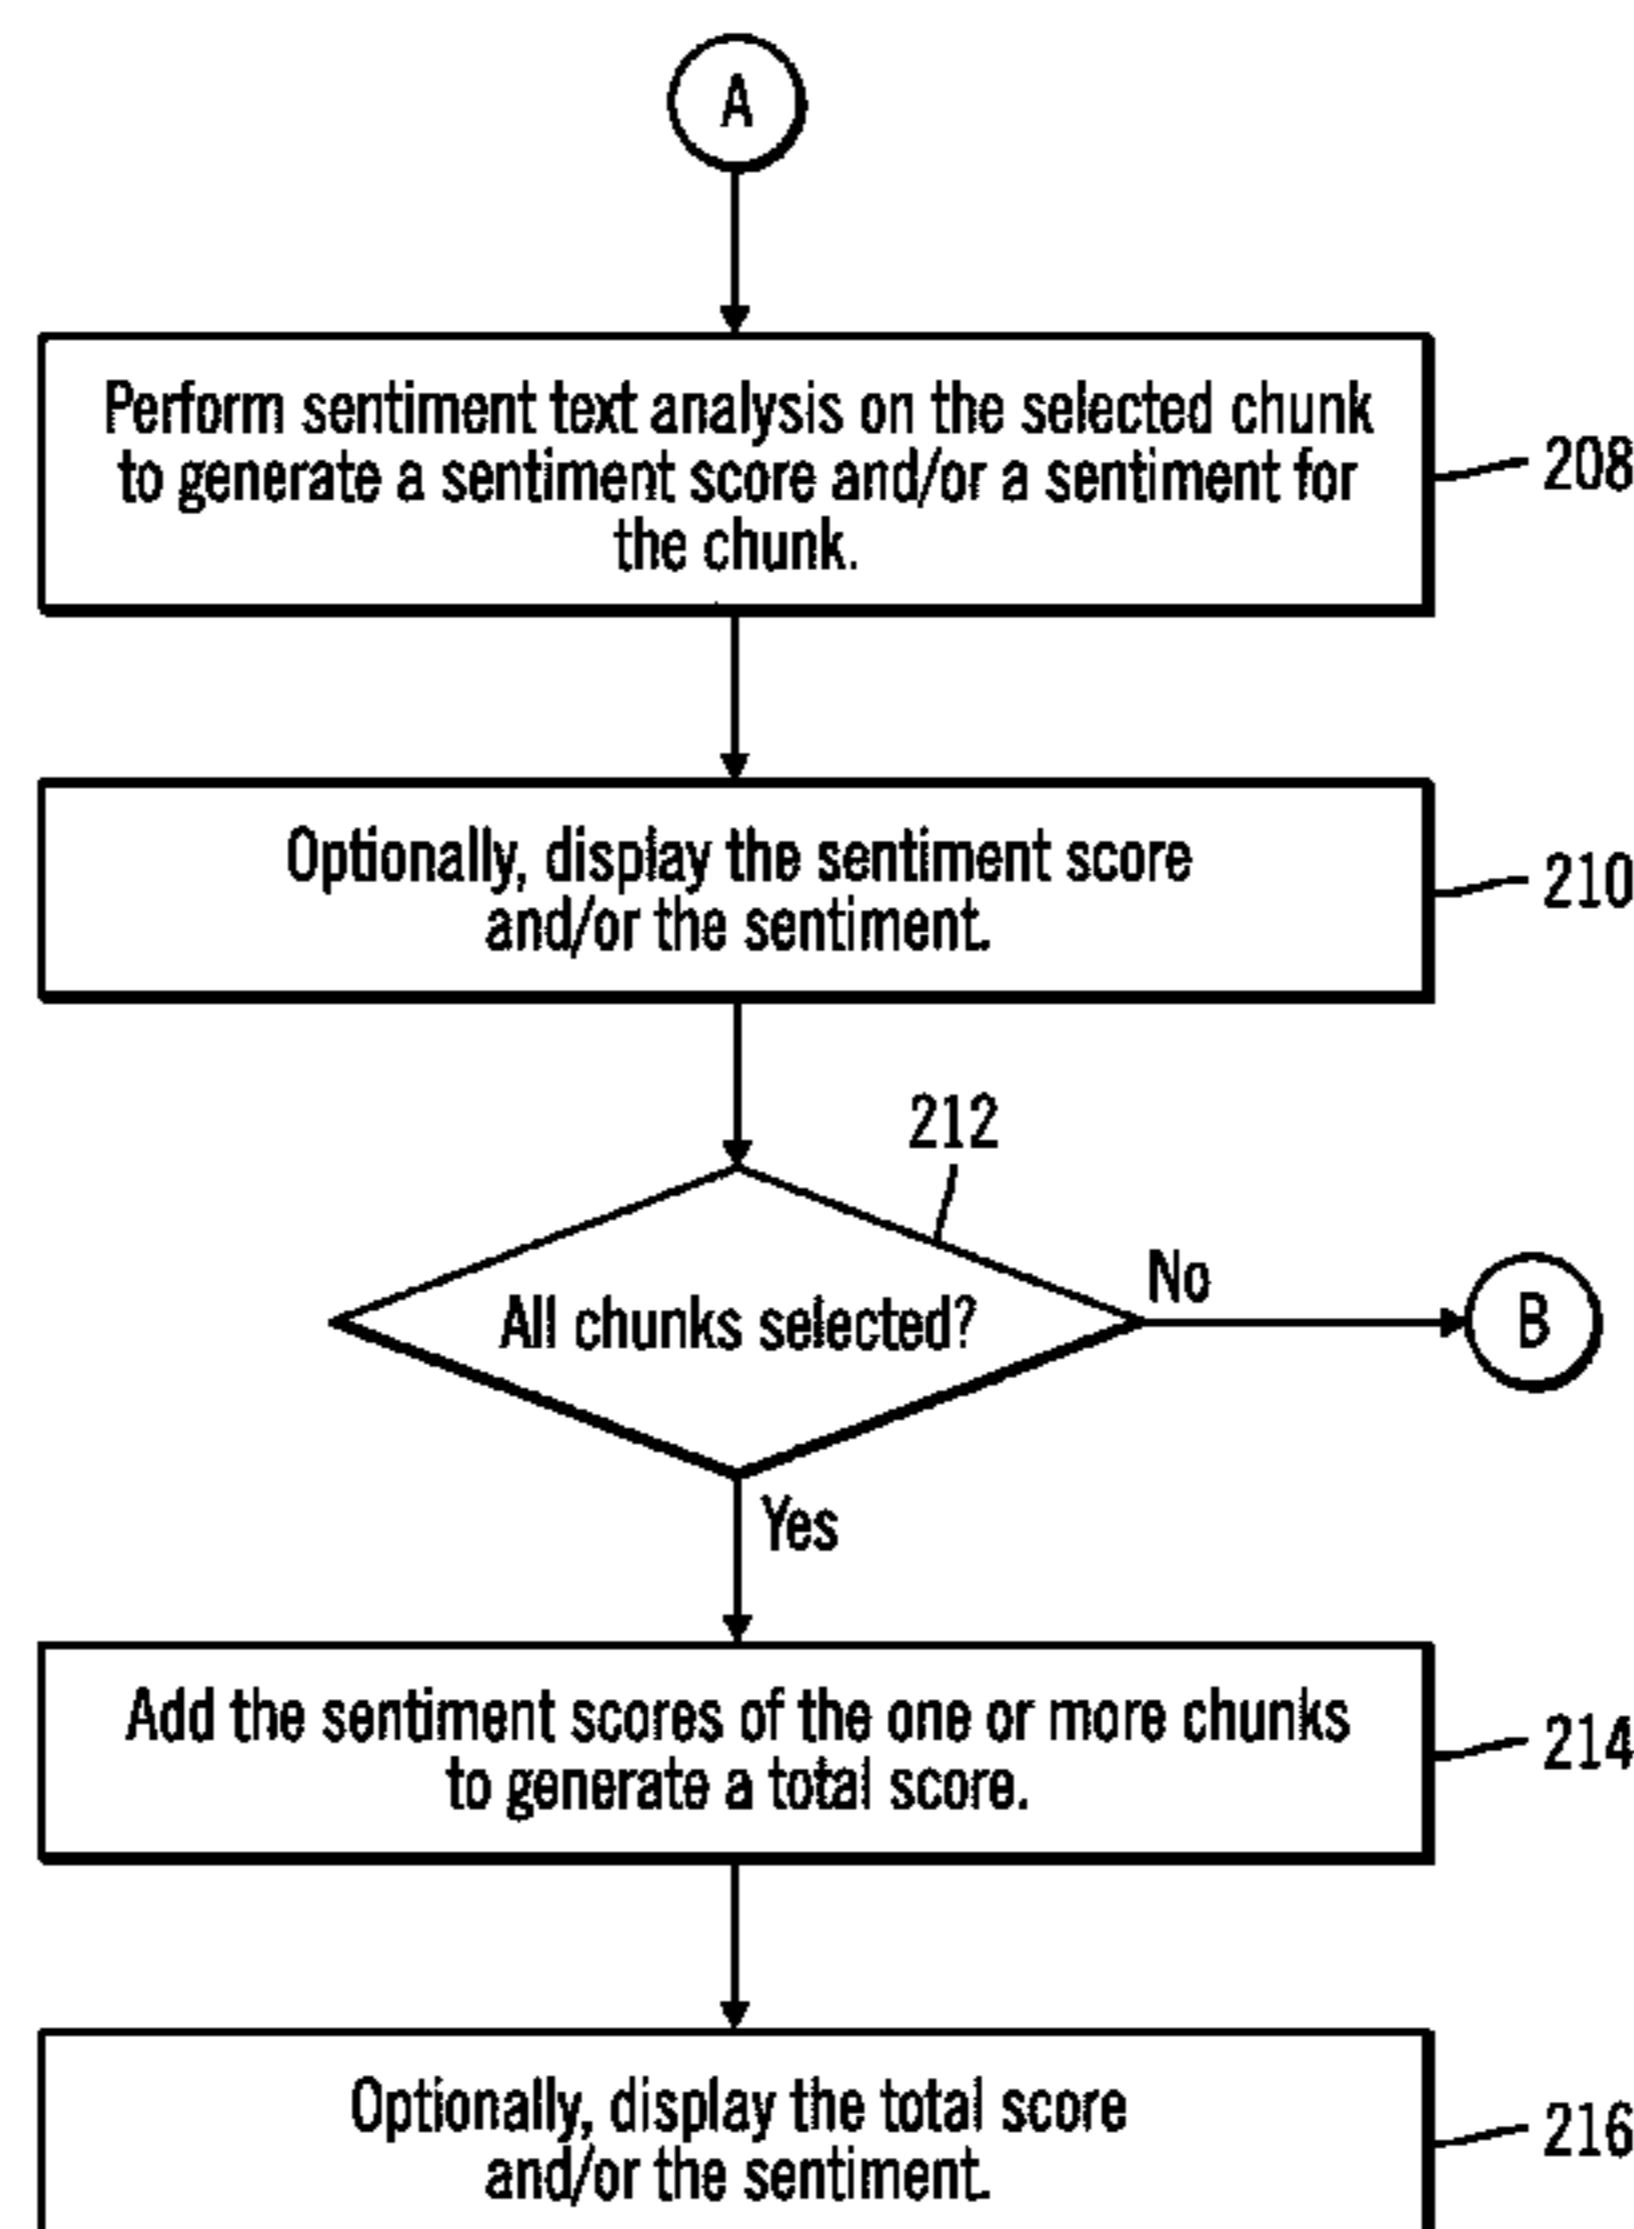 A
Perform sentiment text analysis on the selected chunk
to generate a sentiment score and/or a sentiment for
the chunk.
208
Optionally, display the sentiment score
and/or the sentiment.
210
212
All chunks selected?
No
B
Yes
Add the sentiment scores of the one or more chunks
to generate a total score.
214
Optionally, display the total score
and/or the sentiment.
216